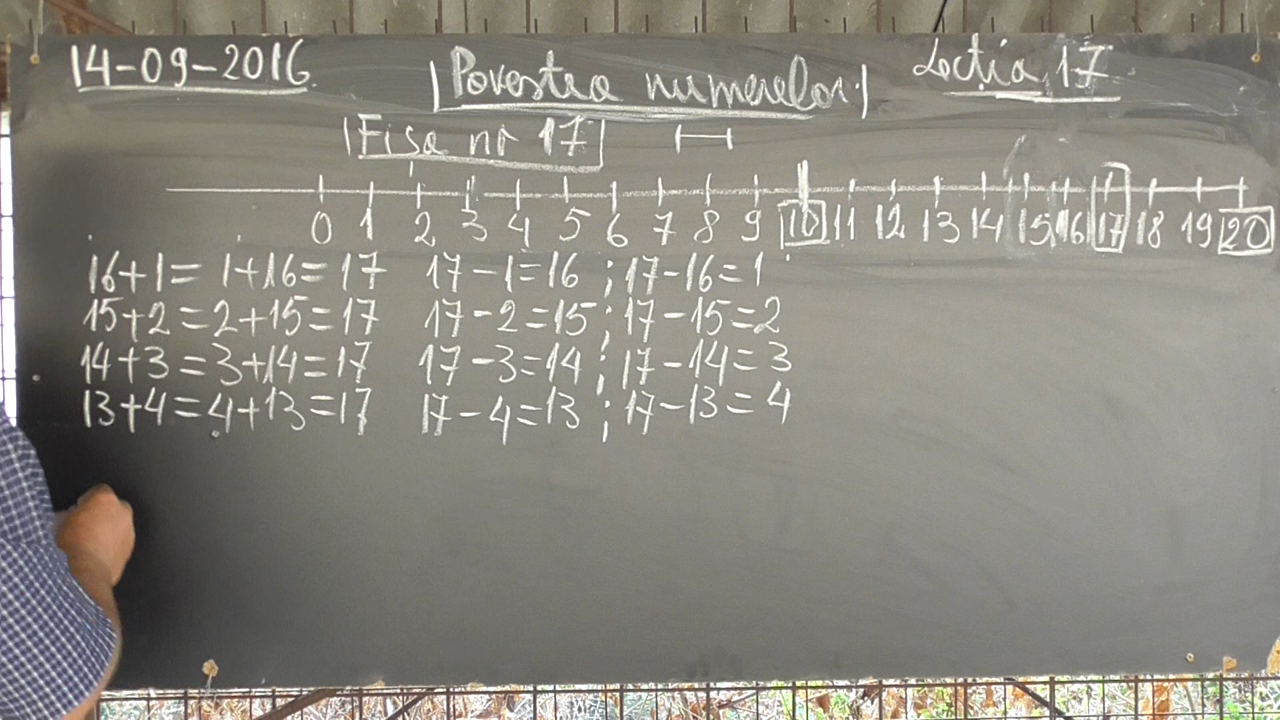 14-09-2016 Povestea numerelor Lectia 17
Fisa nr 17
0 1 2 3 4 5 6 7 8 9 10 11 12 13 14 15 16 17 18 19 20
16+1=1+16=17 17-1=16 ; 17-16=1
15+2=2+15=17 17-2=15 ; 17-15=2
14+3=3+14=17 17-3=14 ; 17-14=3
13+4=4+13=17 17-4=13 ; 17-13=4